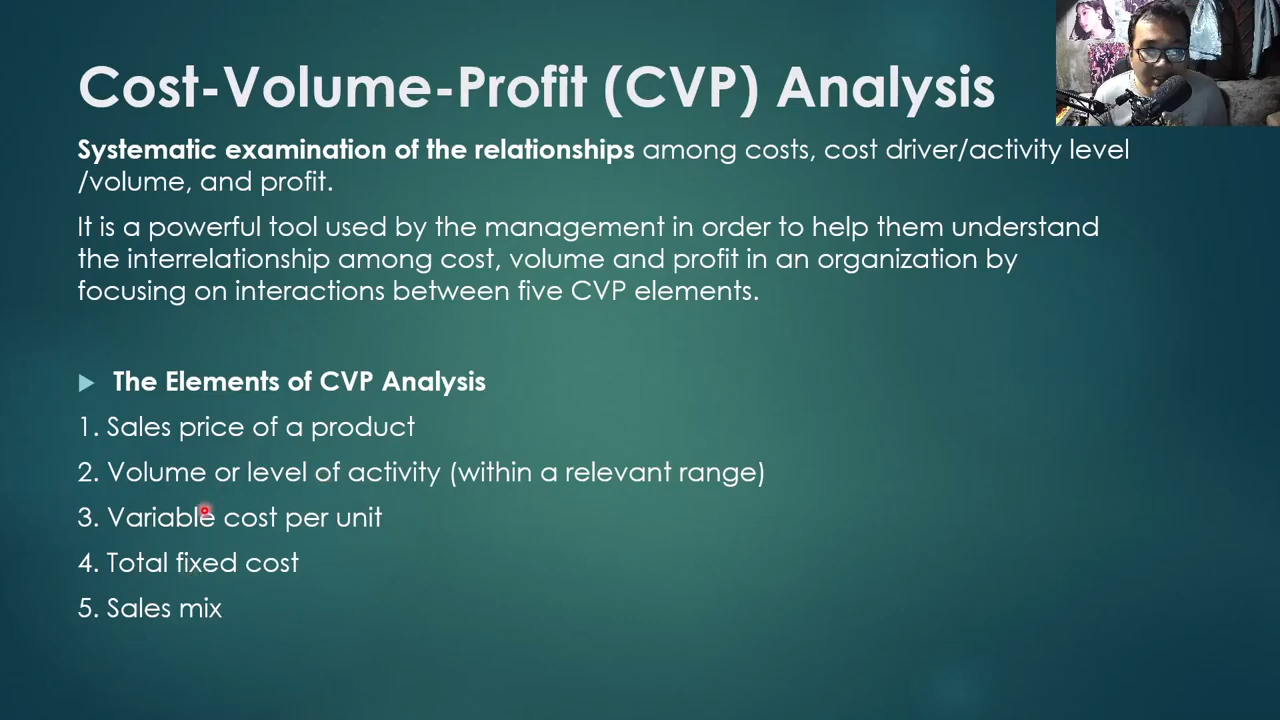 Cost-Volume-Profit (CVP) Analysis
Systematic examination of the relationships among costs, cost driver/activity level
/volume, and profit.
It is a powerful tool used by the management in order to help them understand
the interrelationship among cost, volume and profit in an organization by
focusing on interactions between five CVP elements.
The Elements of CVP Analysis
1. Sales price of a product
2. Volume or level of activity (within a relevant range)
3. Variable cost per unit
4. Total fixed cost
5. Sales mix